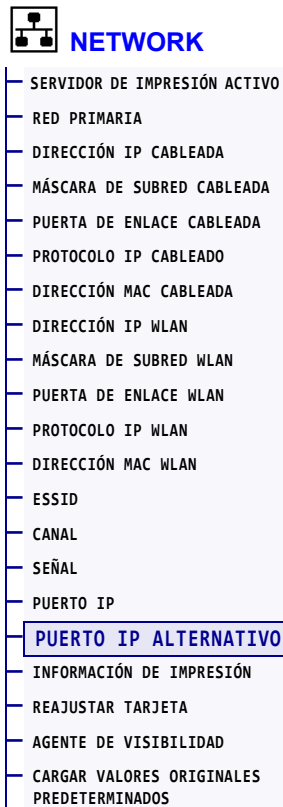 NETWORK
SERVIDOR DE IMPRESIÓN ACTIVO
RED PRIMARIA
DIRECCIÓN IP CABLEADA
MÁSCARA DE SUBRED CABLEADA
PUERTA DE ENLACE CABLEADA
PROTOCOLO IP CABLEADO
DIRECCIÓN MAC CABLEADA
DIRECCIÓN IP WLAN
MÁSCARA DE SUBRED WLAN
PUERTA DE ENLACE WLAN
PROTOCOLO IP WLAN
DIRECCIÓN MAC WLAN
ESSID
CANAL
SEÑAL
PUERTO IP
PUERTO IP ALTERNATIVO
INFORMACIÓN DE IMPRESIÓN
REAJUSTAR TARJETA
AGENTE DE VISIBILIDAD
CARGAR VALORES ORIGINALES
PREDETERMINADOS